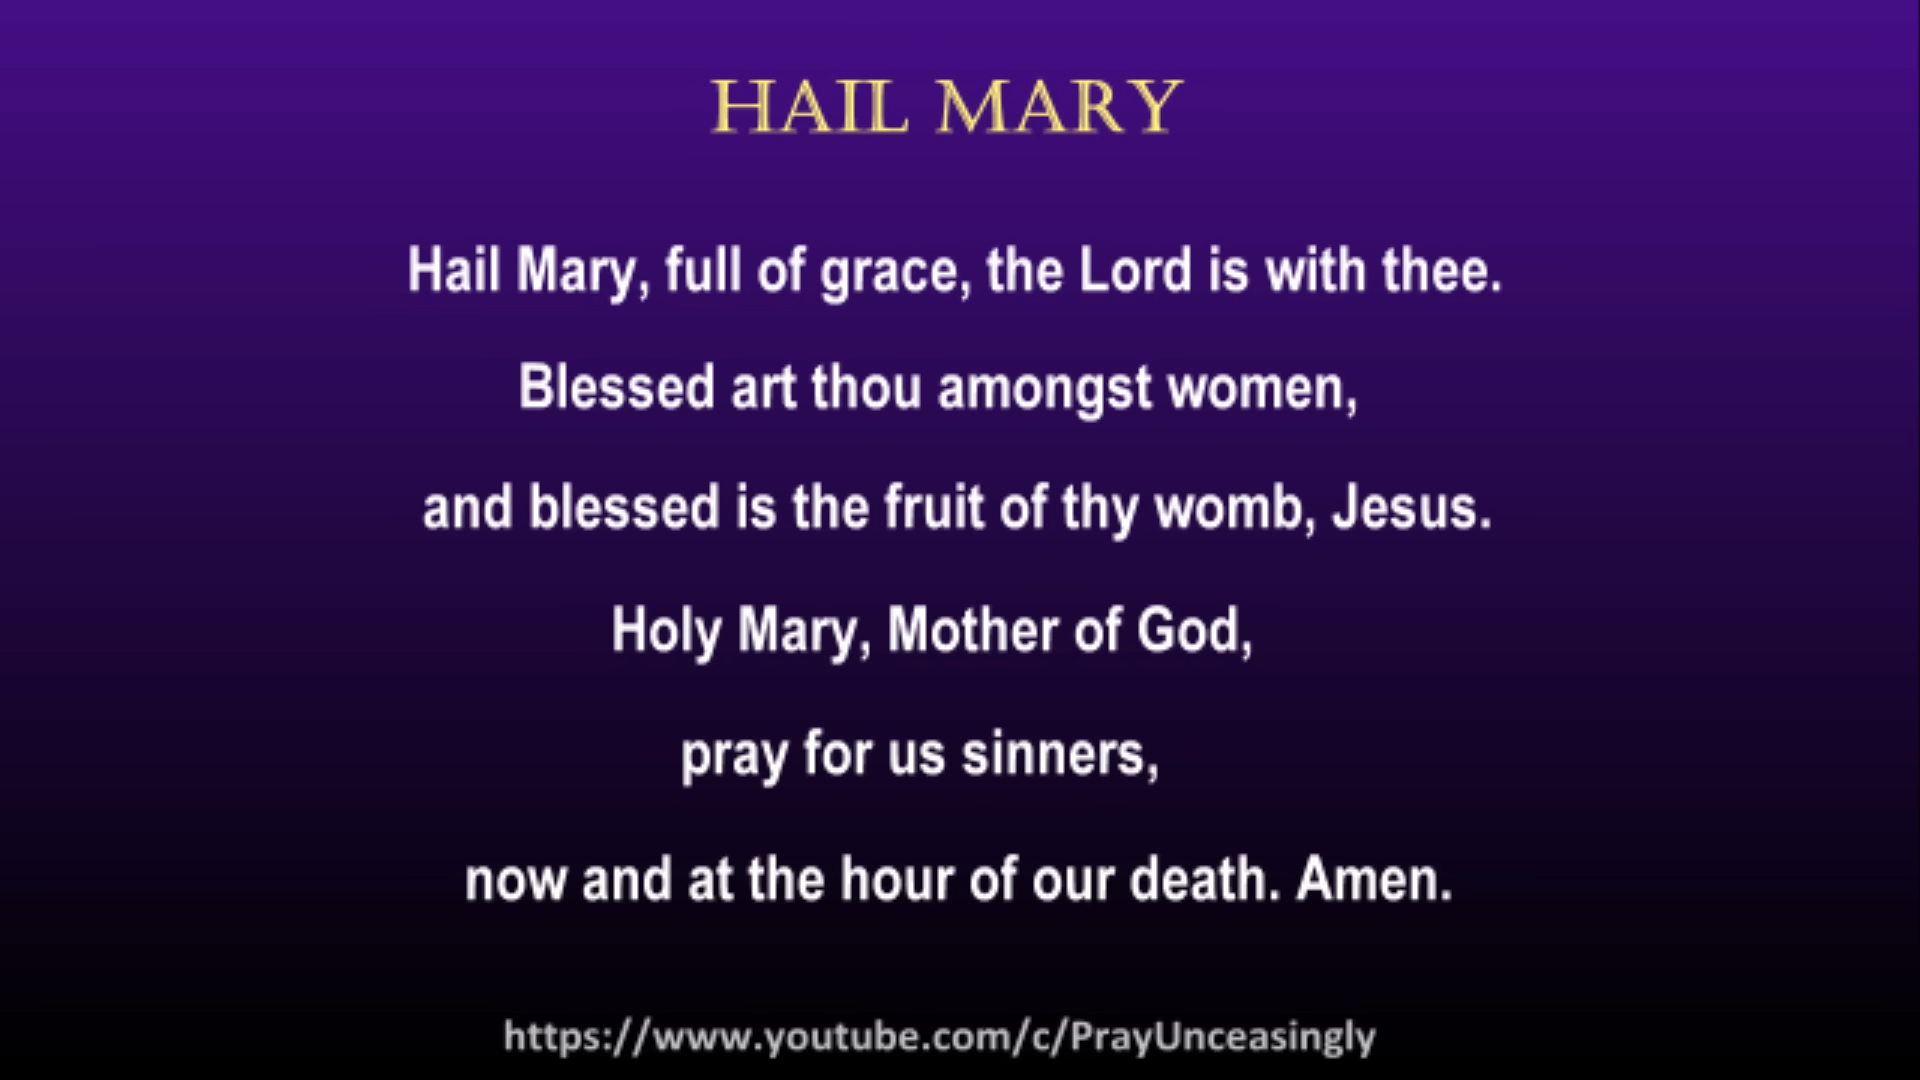 HAIL MARY
Hail Mary, full of grace, the Lord is with thee.
Blessed art thou amongst women,
and blessed is the fruit of thy womb, Jesus.
Holy Mary, Mother of God,
pray for us sinners,
now and at the hour of our death. Amen.
https://www.youtube.com/c/PrayUnceasingly